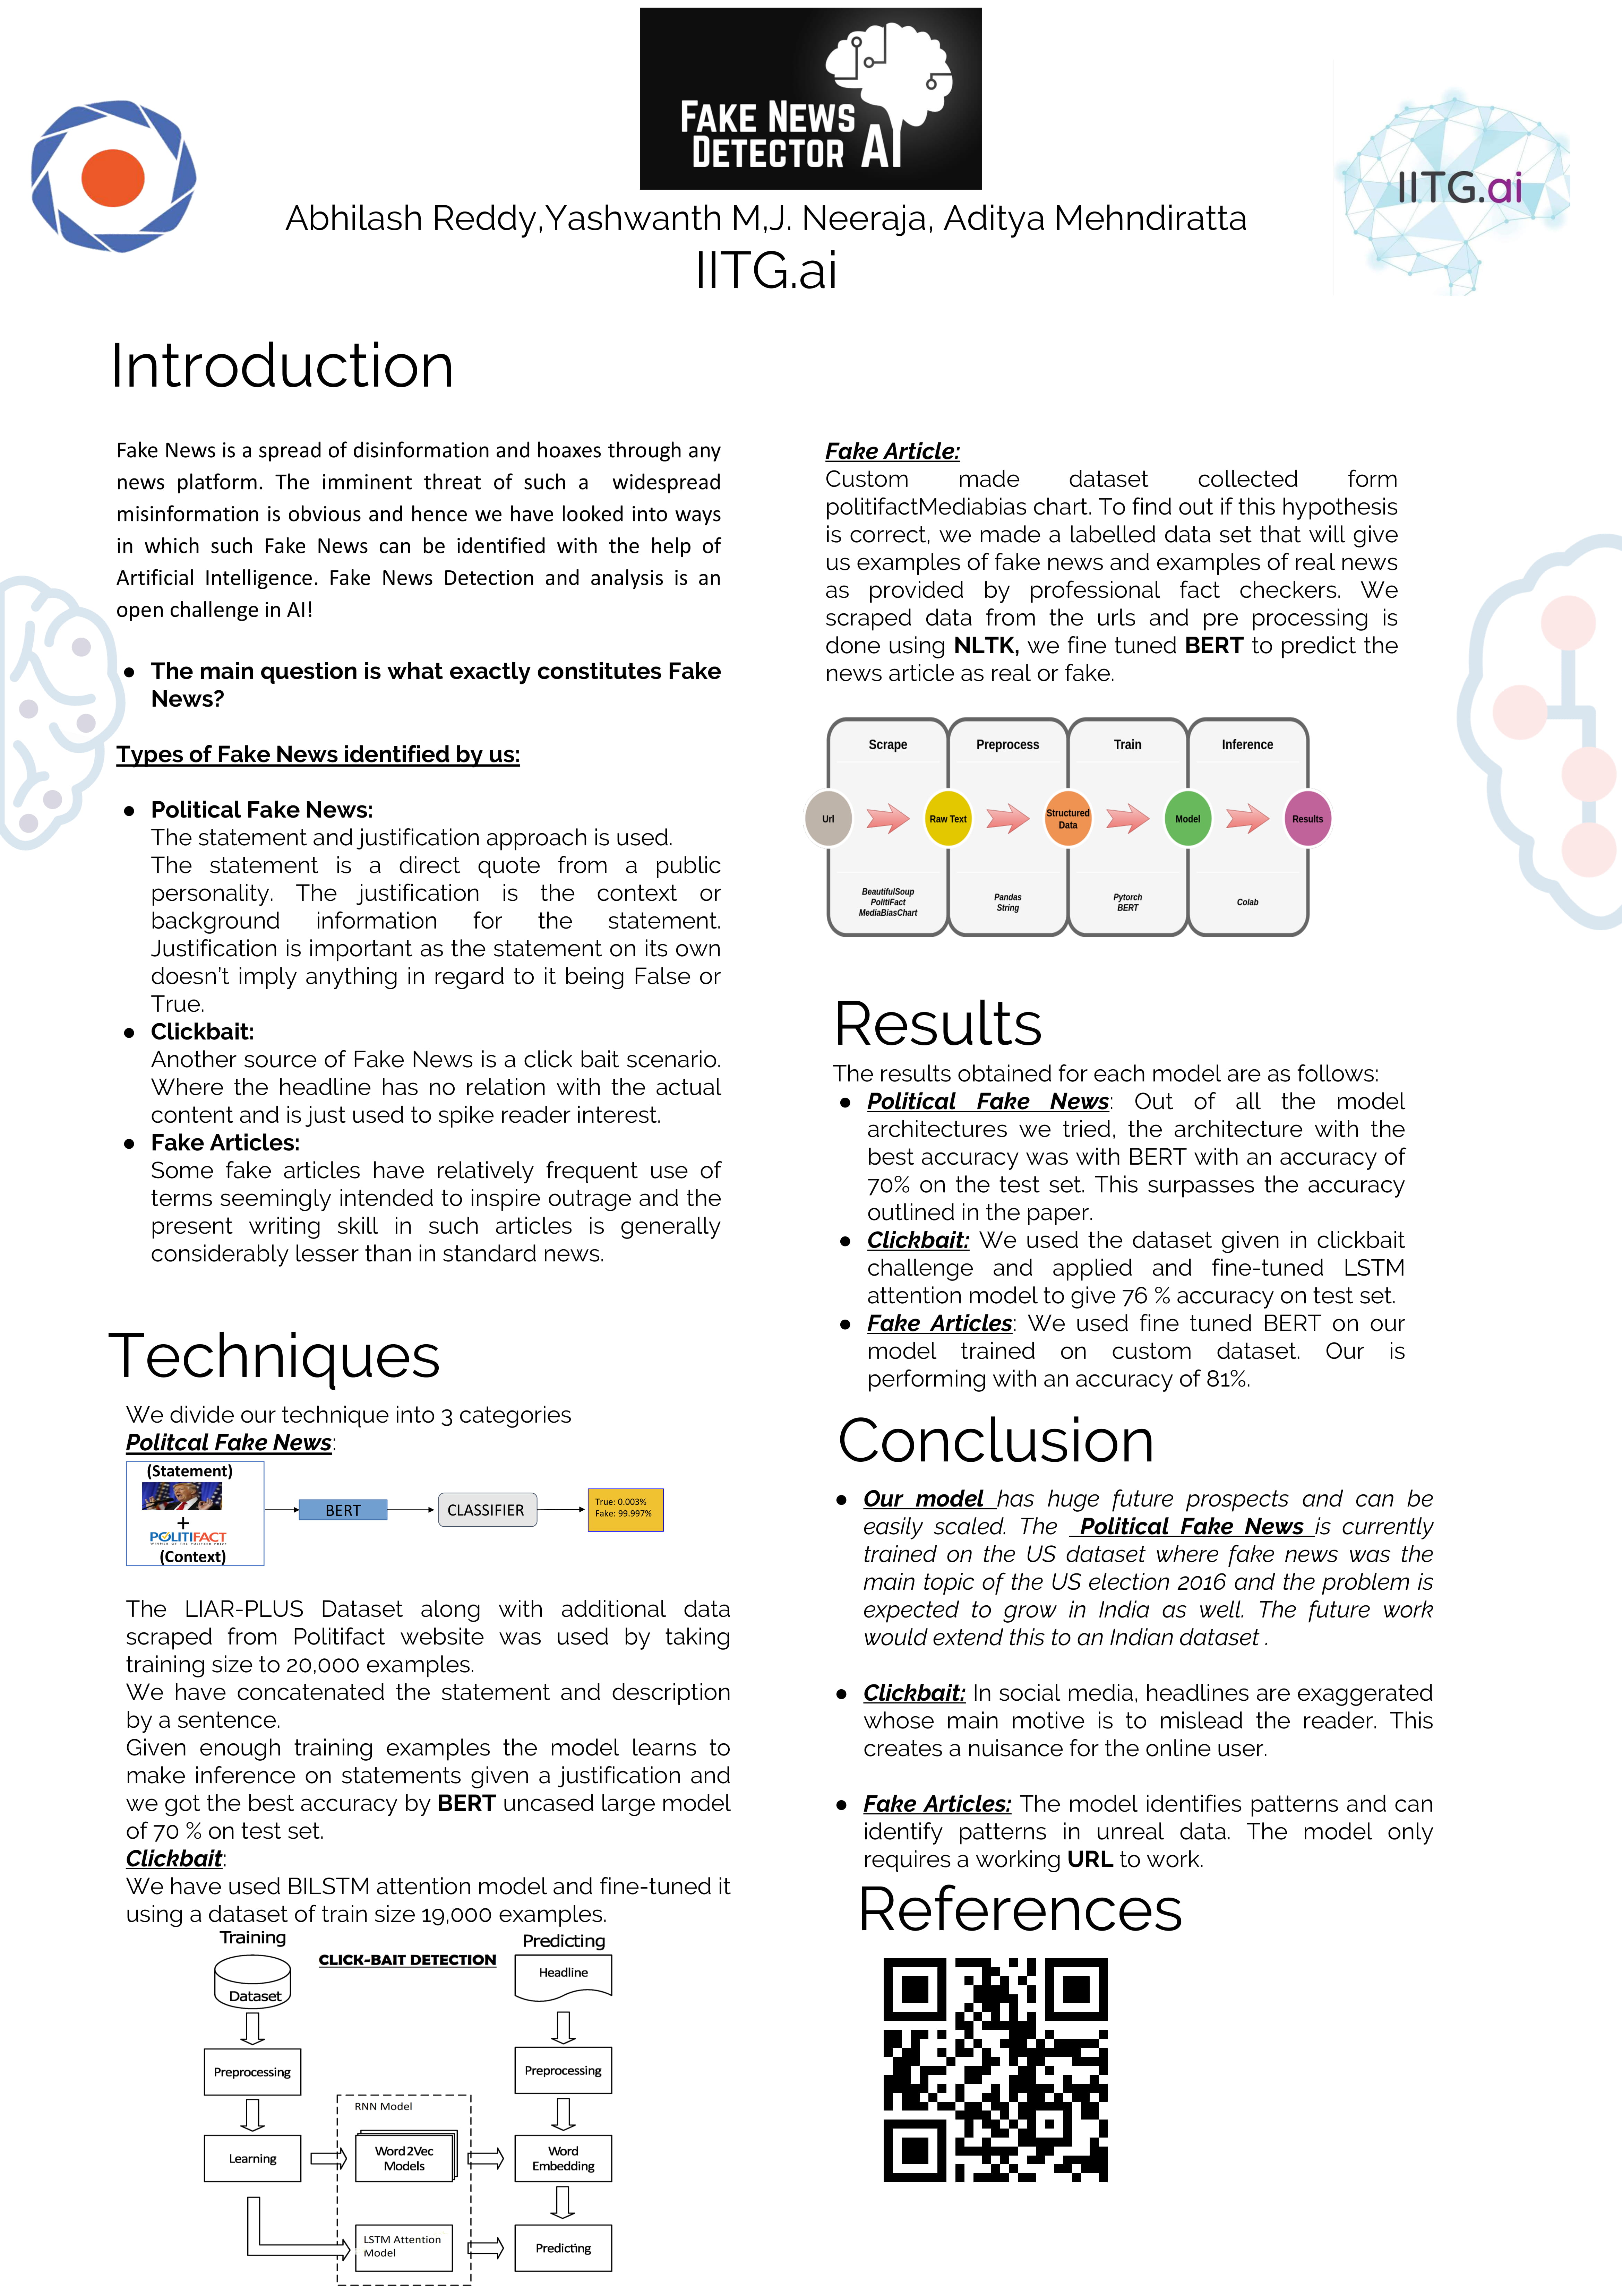 FAKE NEWS
DETECTOR AI
IITG.ai
Abhilash Reddy,Yashwanth M,J. Neeraja, Aditya Mehndiratta
IITG.ai
Introduction
Fake News is a spread of disinformation and hoaxes through any
news platform. The imminent threat of such a widespread
misinformation is obvious and hence we have looked into ways
in which such Fake News can be identified with the help of
Artificial Intelligence. Fake News Detection and analysis is an
open challenge in AI!
● The main question is what exactly constitutes Fake
News?
Types of Fake News identified by us:
● Political Fake News:
The statement and justification approach is used.
The statement is a direct quote from a public
personality. The justification is the context or
background information for the statement.
Justification is important as the statement on its own
doesn't imply anything in regard to it being False or
True.
● Clickbait:
Another source of Fake News is a click bait scenario.
Where the headline has no relation with the actual
content and is just used to spike reader interest.
● Fake Articles:
Some fake articles have relatively frequent use of
terms seemingly intended to inspire outrage and the
present writing skill in such articles is generally
considerably lesser than in standard news.
Techniques
We divide our technique into 3 categories
Politcal Fake News:
(Statement)
+
POLITIFACT
WINNER OF THE PULITZER PRIZE
(Context)
BERT
CLASSIFIER
True: 0.003%
Fake: 99.997%
The LIAR-PLUS Dataset along with additional data
scraped from Politifact website was used by taking
training size to 20,000 examples.
We have concatenated the statement and description
by a sentence.
Given enough training examples the model learns to
make inference on statements given a justification and
we got the best accuracy by BERT uncased large model
of 70 % on test set.
Clickbait:
We have used BILSTM attention model and fine-tuned it
using a dataset of train size 19,000 examples.
Training
CLICK-BAIT DETECTION
Predicting
Dataset
Headline
Preprocessing
Preprocessing
RNN Model
Learning
Word2Vec
Models
Word
Embedding
LSTM Attention
Model
Predicting
Fake Article:
Custom made dataset collected form
politifactMediabias chart. To find out if this hypothesis
is correct, we made a labelled data set that will give
us examples of fake news and examples of real news
as provided by professional fact checkers. We
scraped data from the urls and pre processing is
done using NLTK, we fine tuned BERT to predict the
news article as real or fake.
Scrape
Preprocess
Train
Inference
Url
Raw Text
Structured
Data
Model
Results
BeautifulSoup
PolitiFact
MediaBiasChart
Pandas
String
Pytorch
BERT
Colab
Results
The results obtained for each model are as follows:
● Political Fake News: Out of all the model
architectures we tried, the architecture with the
best accuracy was with BERT with an accuracy of
70% on the test set. This surpasses the accuracy
outlined in the paper.
● Clickbait: We used the dataset given in clickbait
challenge and applied and fine-tuned LSTM
attention model to give 76 % accuracy on test set.
● Fake Articles: We used fine tuned BERT on our
model trained on custom dataset. Our is
performing with an accuracy of 81%.
Conclusion
● Our model has huge future prospects and can be
easily scaled. The Political Fake News is currently
trained on the US dataset where fake news was the
main topic of the US election 2016 and the problem is
expected to grow in India as well. The future work
would extend this to an Indian dataset .
● Clickbait: In social media, headlines are exaggerated
whose main motive is to mislead the reader. This
creates a nuisance for the online user.
● Fake Articles: The model identifies patterns and can
identify patterns in unreal data. The model only
requires a working URL to work.
References